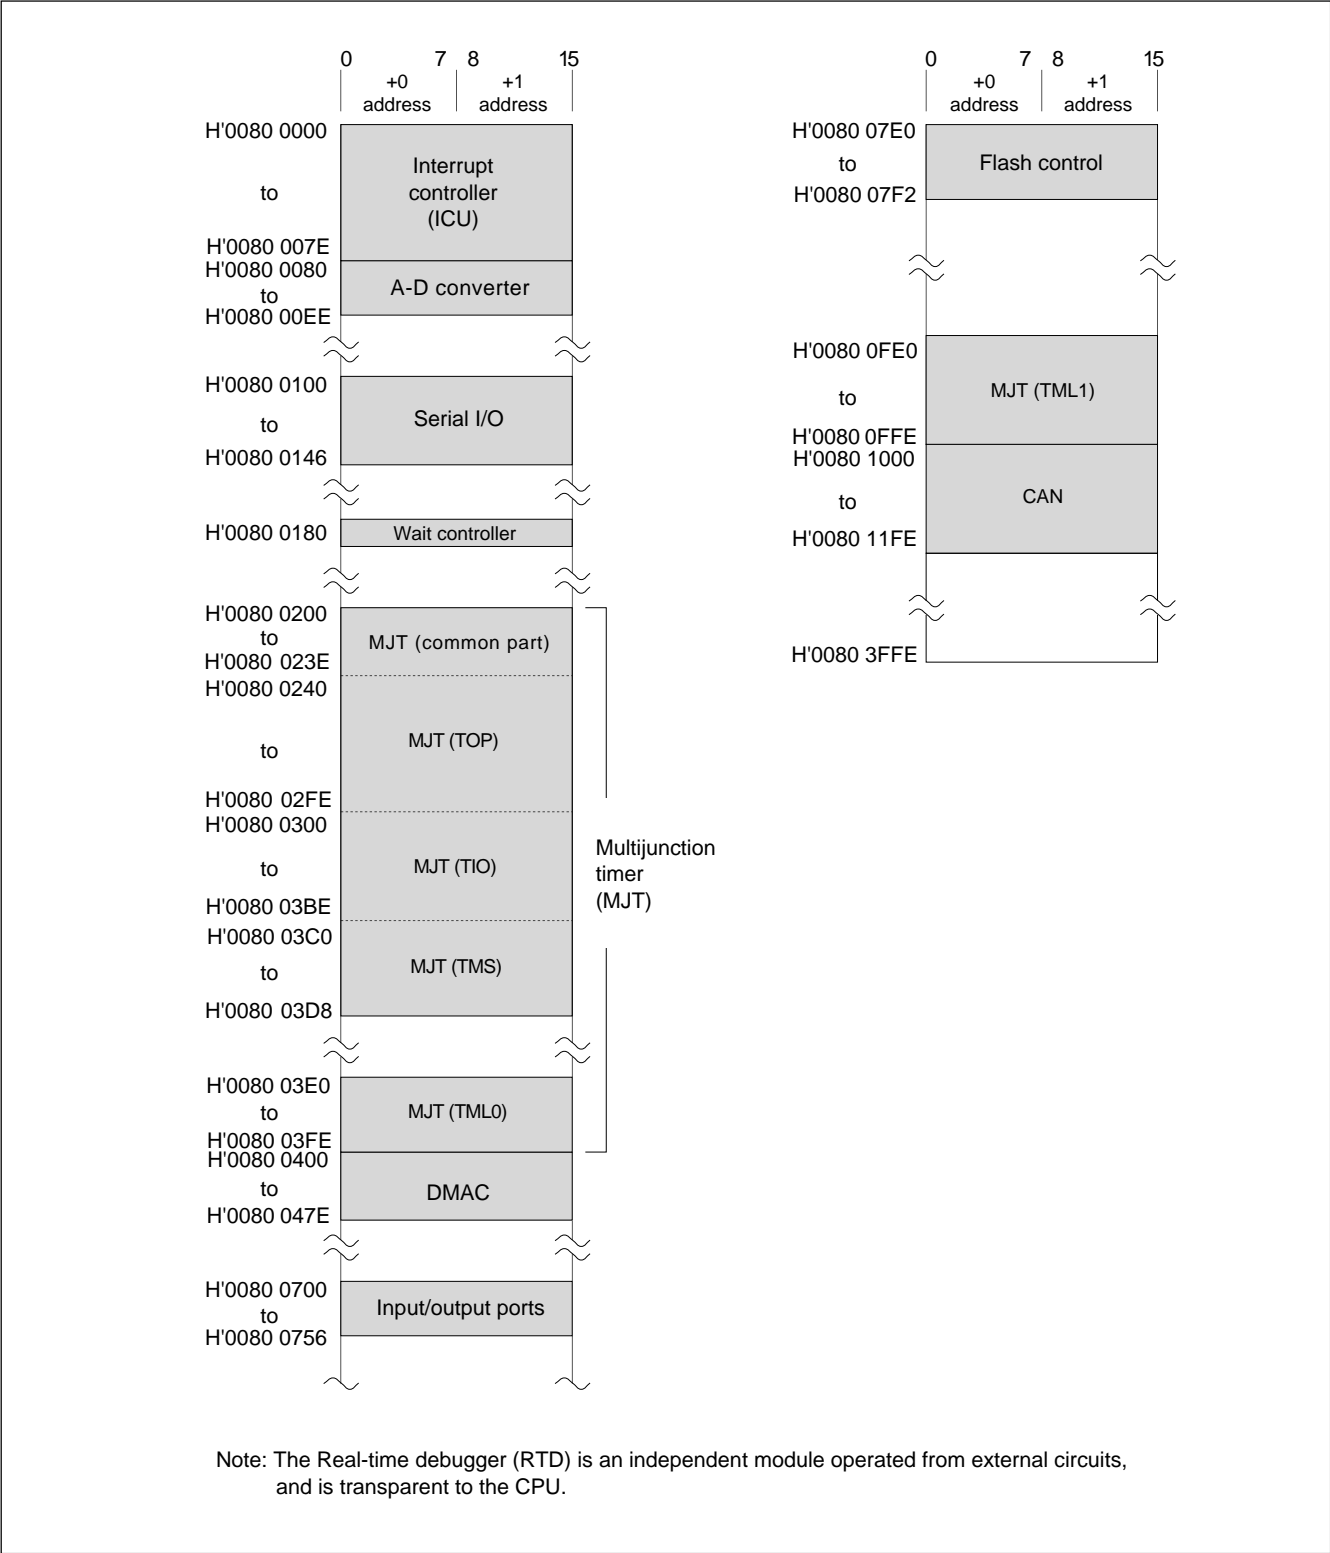 0 7 8 15
+0 +1
address address
H'0080 0000
Interrupt
controller
(ICU)
to
H'0080 007E
H'0080 0080
A-D converter
to
H'0080 00EE
H'0080 0100
Serial I/O
to
H'0080 0146
H'0080 0180
Wait controller
H'0080 0200
to
MJT (common part)
H'0080 023E
H'0080 0240
MJT (TOP)
to
H'0080 02FE
H'0080 0300
MJT (TIO)
to
H'0080 03BE
H'0080 03C0
MJT (TMS)
to
H'0080 03D8
Multijunction
timer
(MJT)
H'0080 03E0
MJT (TML0)
to
H'0080 03FE
H'0080 0400
to
DMAC
H'0080 047E
H'0080 0700
Input/output ports
to
H'0080 0756
0 7 8 15
+0 +1
address address
H'0080 07E0
to
Flash control
H'0080 07F2
H'0080 0FE0
MJT (TML1)
to
H'0080 0FFE
H'0080 1000
CAN
to
H'0080 11FE
H'0080 3FFE
Note: The Real-time debugger (RTD) is an independent module operated from external circuits,
and is transparent to the CPU.